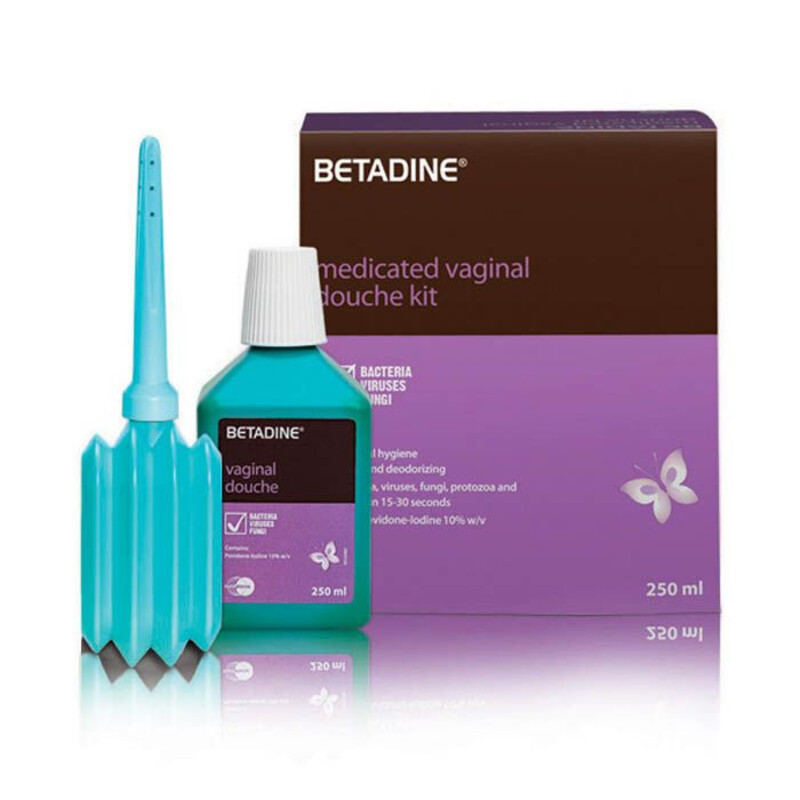 BETADINE®
medicated vaginal
douche kit
BACTERIA
VIRUSES
FUNGI
hygiene
and deodorizing
viruses, fungi, protozoa and
15-30 seconds
ovidone-Iodine 10% w/v
250 ml
BETADINE®
vaginal
douche
BACTERIA
VIRUSES
FUNGI
Contains:
Povidone-Iodine 10% w/v
250 ml